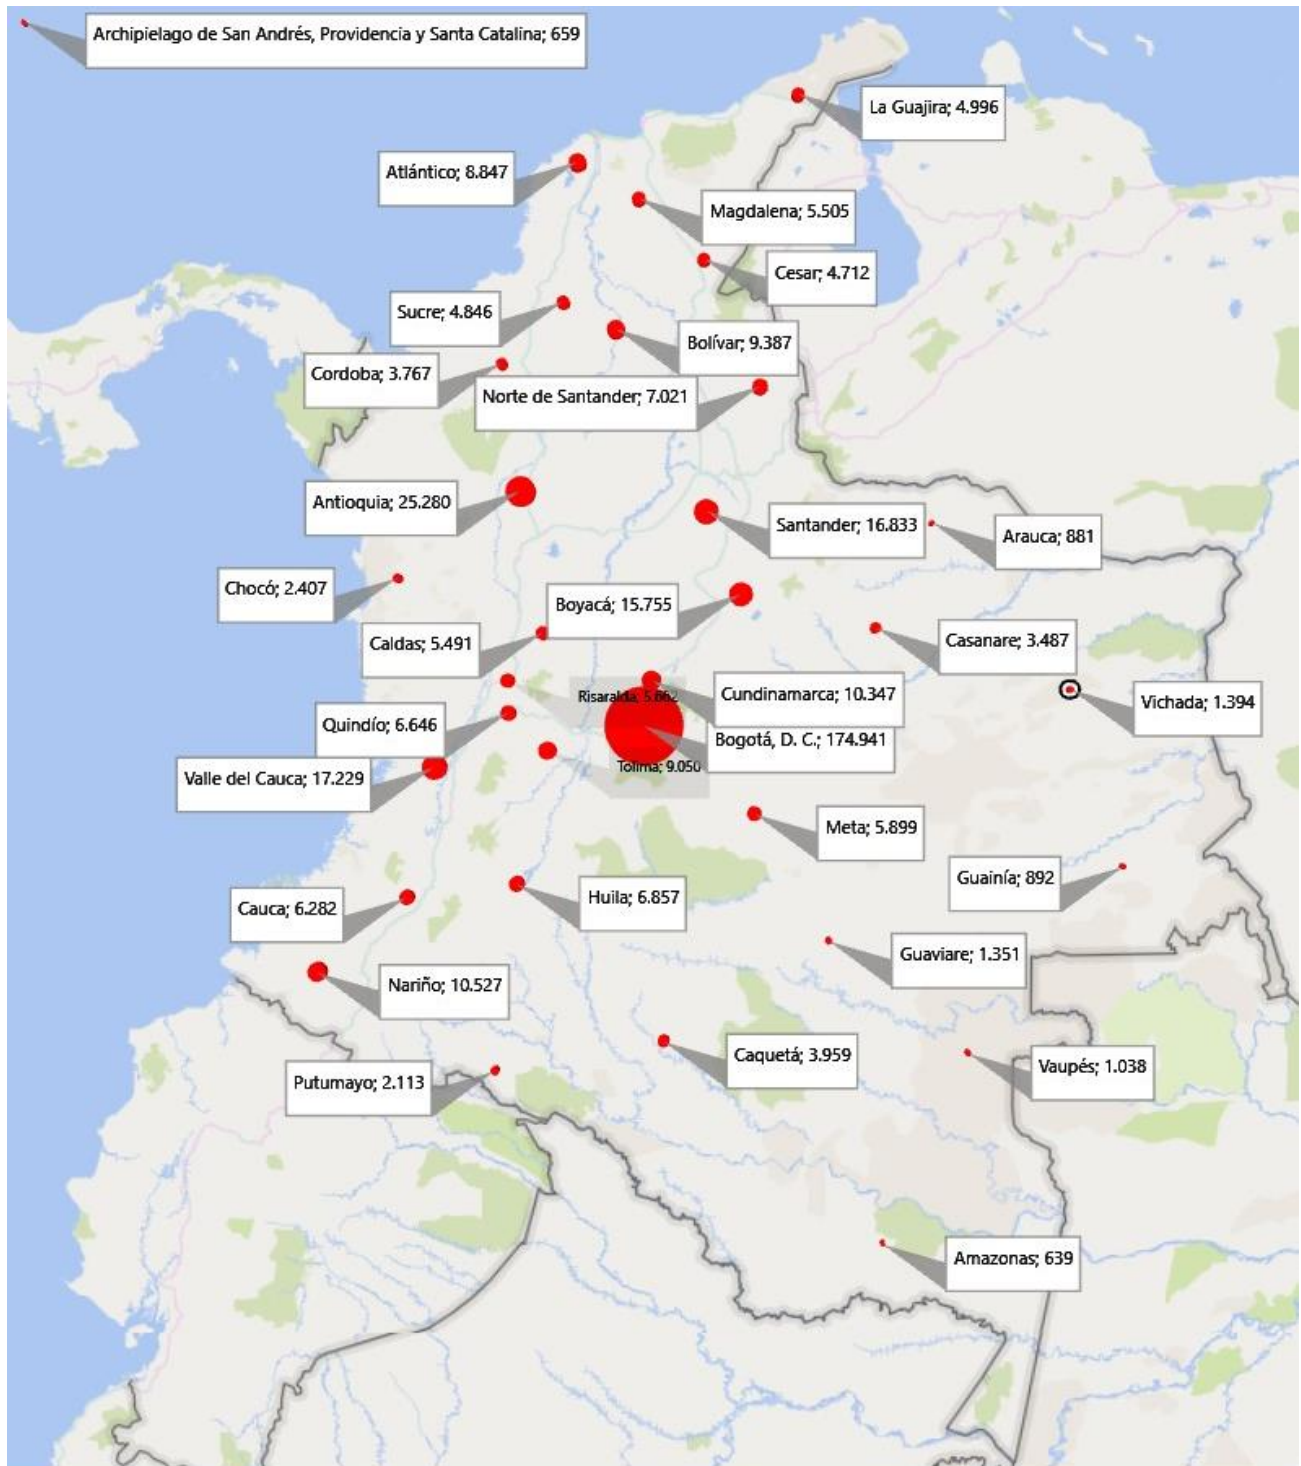 Archipielago de San Andrés, Providencia y Santa Catalina; 659
La Guajira; 4.996
Atlántico; 8.847
Magdalena; 5.505
Cesar; 4.712
Sucre; 4.846
Bolívar; 9.387
Cordoba; 3.767
Norte de Santander; 7.021
Antioquia; 25.280
Santander; 16.833
Arauca; 881
Chocó; 2.407
Boyacá; 15.755
Caldas; 5.491
Casanare; 3.487
Risaralda; 5.662
Cundinamarca; 10.347
Vichada; 1.394
Quindío; 6.646
Bogotá, D. C.; 174.941
Tolima; 9.050
Valle del Cauca; 17.229
Meta; 5.899
Guainía; 892
Huila; 6.857
Cauca; 6.282
Guaviare; 1.351
Nariño; 10.527
Caquetá; 3.959
Vaupés; 1.038
Putumayo; 2.113
Amazonas; 639